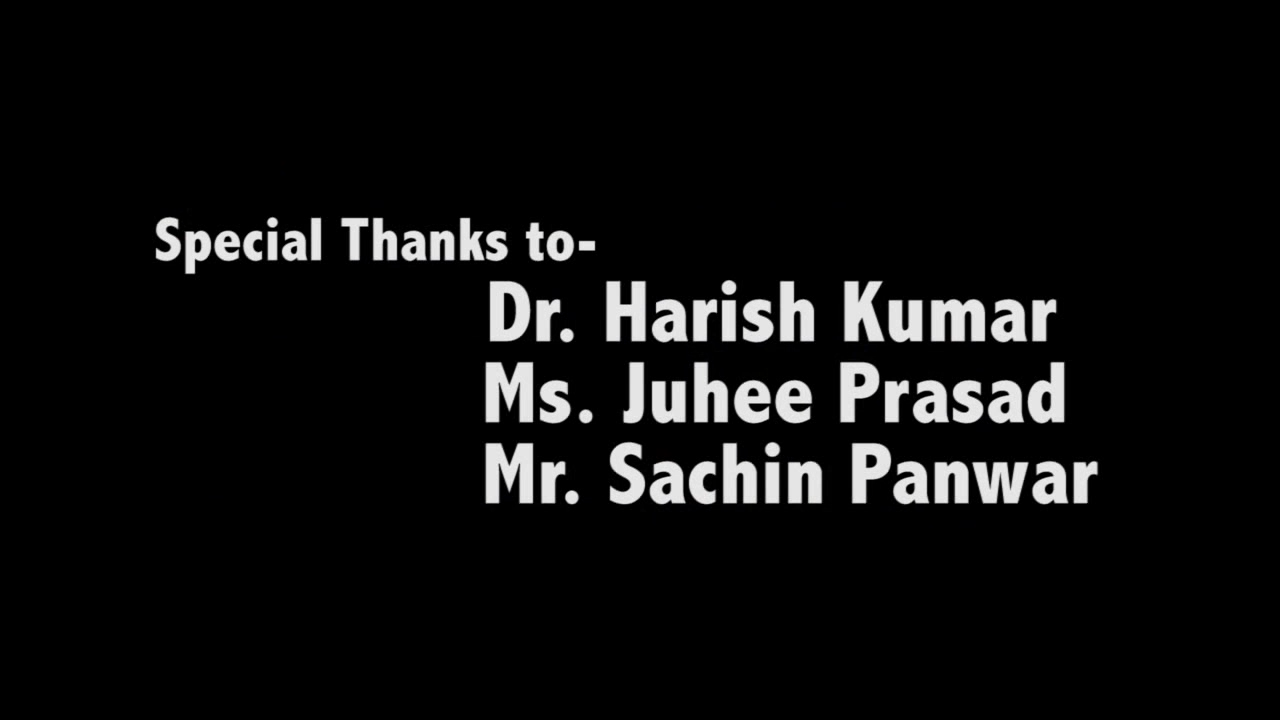 Special Thanks to-
Dr. Harish Kumar
Ms. Juhee Prasad
Mr. Sachin Panwar